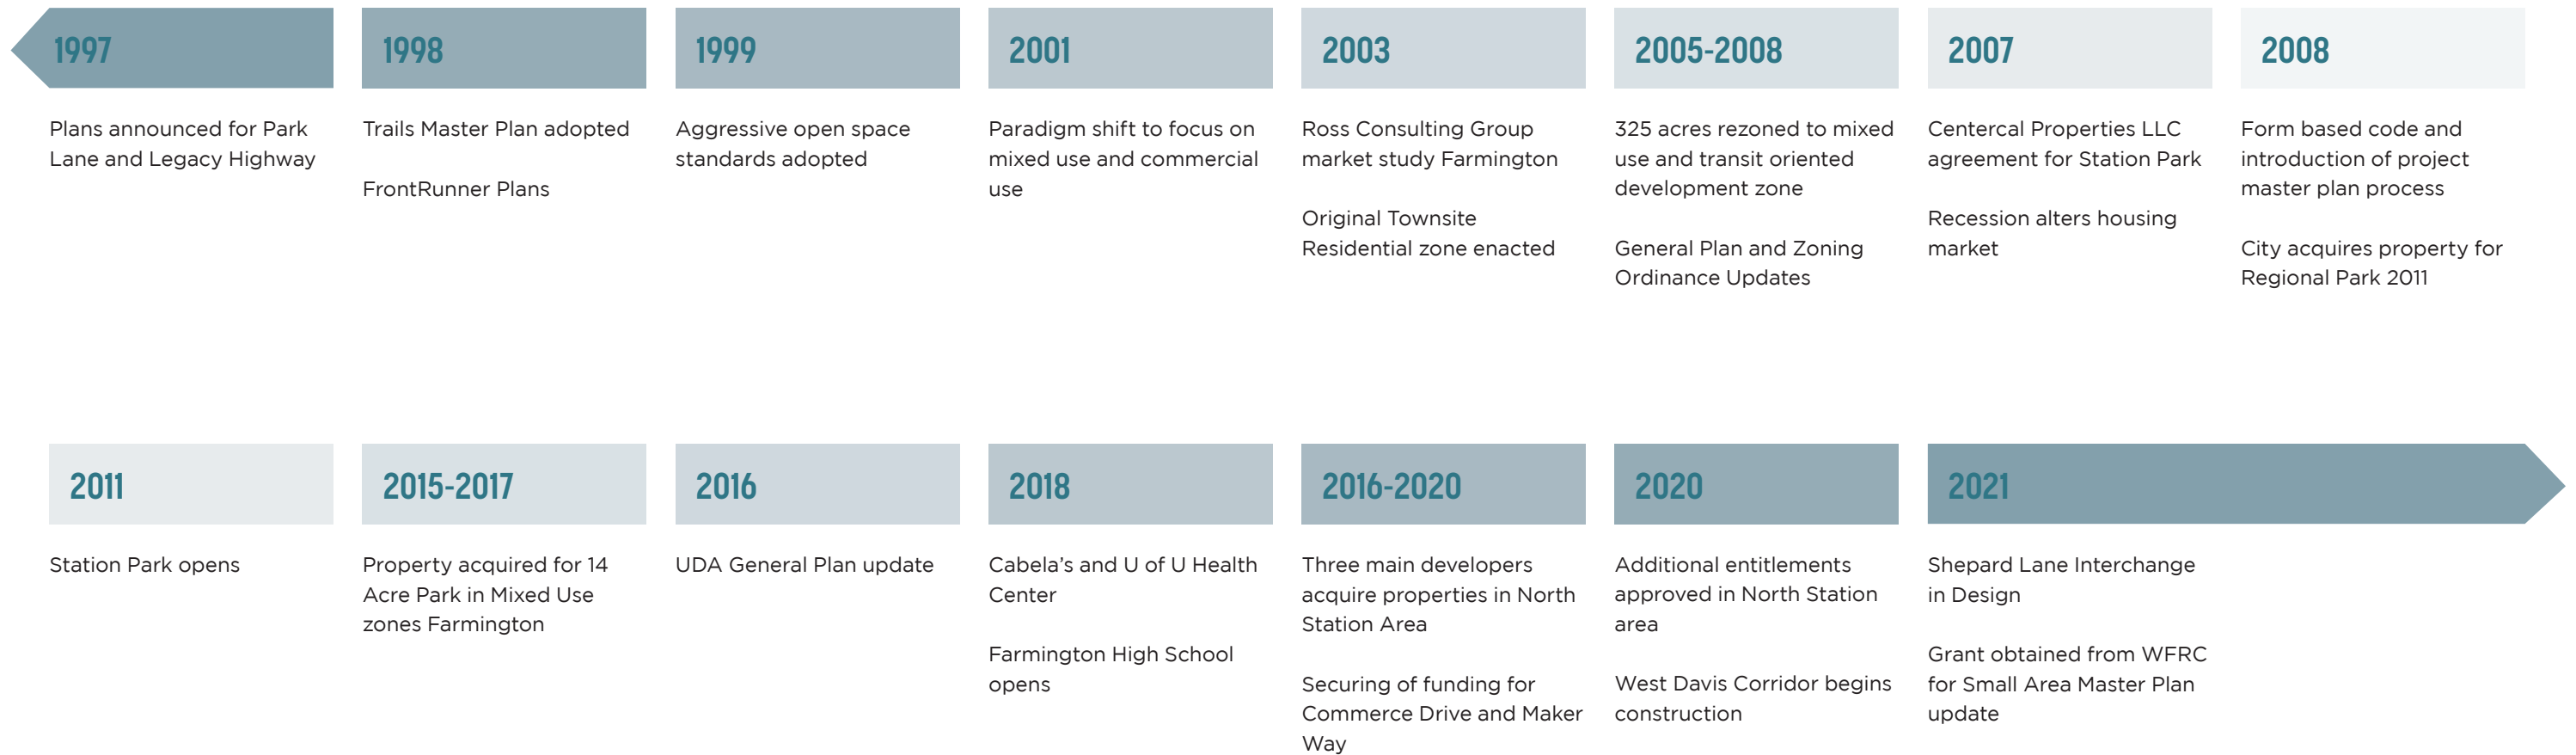 1997
Plans announced for Park
Lane and Legacy Highway
1998
Trails Master Plan adopted
FrontRunner Plans
1999
Aggressive open space
standards adopted
2001
Paradigm shift to focus on
mixed use and commercial
use
2003
Ross Consulting Group
market study Farmington
Original Townsite
Residential zone enacted
2005-2008
325 acres rezoned to mixed
use and transit oriented
development zone
General Plan and Zoning
Ordinance Updates
2007
Centercal Properties LLC
agreement for Station Park
Recession alters housing
market
2008
Form based code and
introduction of project
master plan process
City acquires property for
Regional Park 2011
2011
Station Park opens
2015-2017
Property acquired for 14
Acre Park in Mixed Use
zones Farmington
2016
UDA General Plan update
2018
Cabela’s and U of U Health
Center
Farmington High School
opens
2016-2020
Three main developers
acquire properties in North
Station Area
Securing of funding for
Commerce Drive and Maker
Way
2020
Additional entitlements
approved in North Station
area
West Davis Corridor begins
construction
2021
Shepard Lane Interchange
in Design
Grant obtained from WFRC
for Small Area Master Plan
update